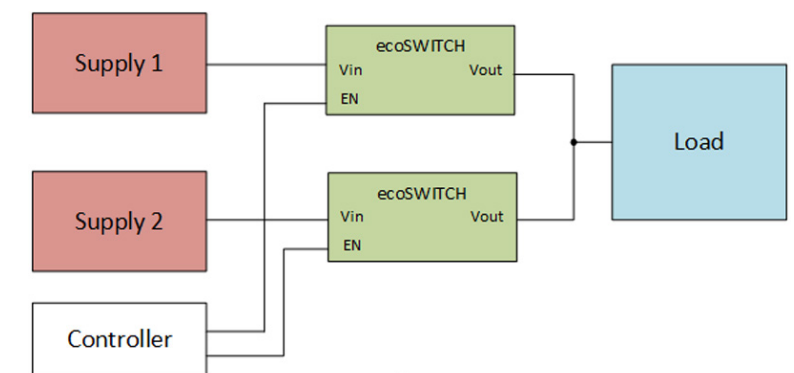 Supply 1
ecoSWITCH
Vin Vout
EN
Load
Supply 2
ecoSWITCH
Vin Vout
EN
Controller